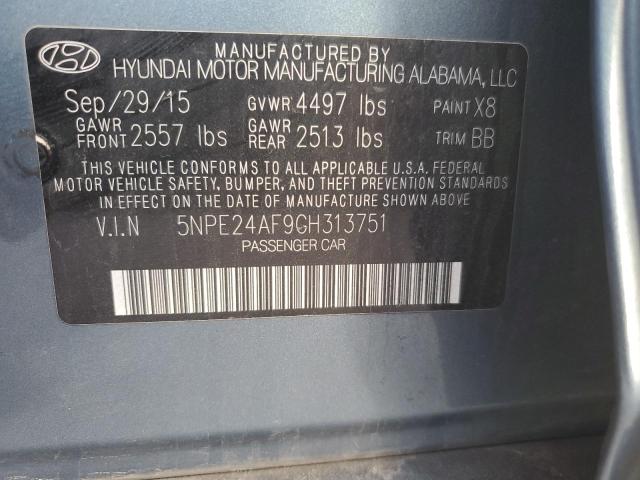 MANUFACTURED BY
HYUNDAI MOTOR MANUFACTURING ALABAMA, LLC
Sep/29/15 GVWR 4497 lbs PAINT X8
GAWR FRONT 2557 lbs GAWR REAR 2513 lbs TRIM BB
THIS VEHICLE CONFORMS TO ALL APPLICABLE U.S.A. FEDERAL
MOTOR VEHICLE SAFETY, BUMPER, AND THEFT PREVENTION STANDARDS
IN EFFECT ON THE DATE OF MANUFACTURE SHOWN ABOVE.
V.I.N 5NPE24AF9GH313751
PASSENGER CAR